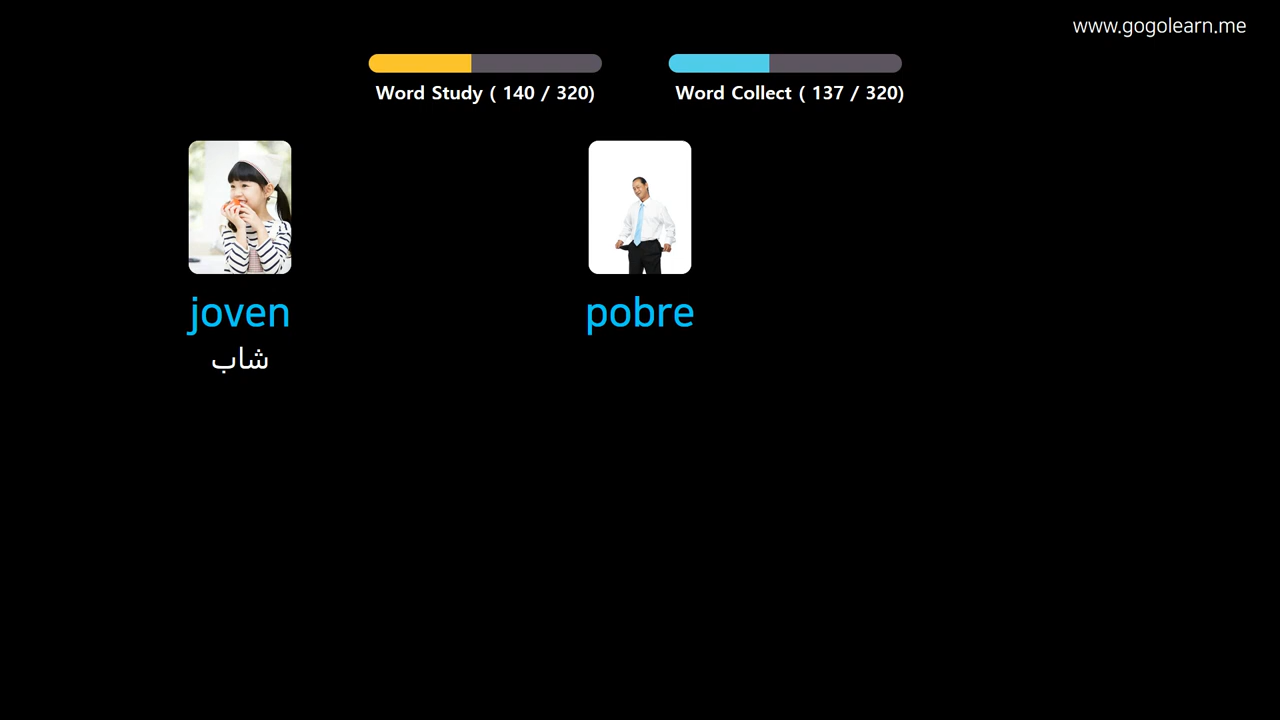 www.gogolearn.me
Word Study ( 140 / 320)
Word Collect ( 137 / 320)
joven
pobre
شاب